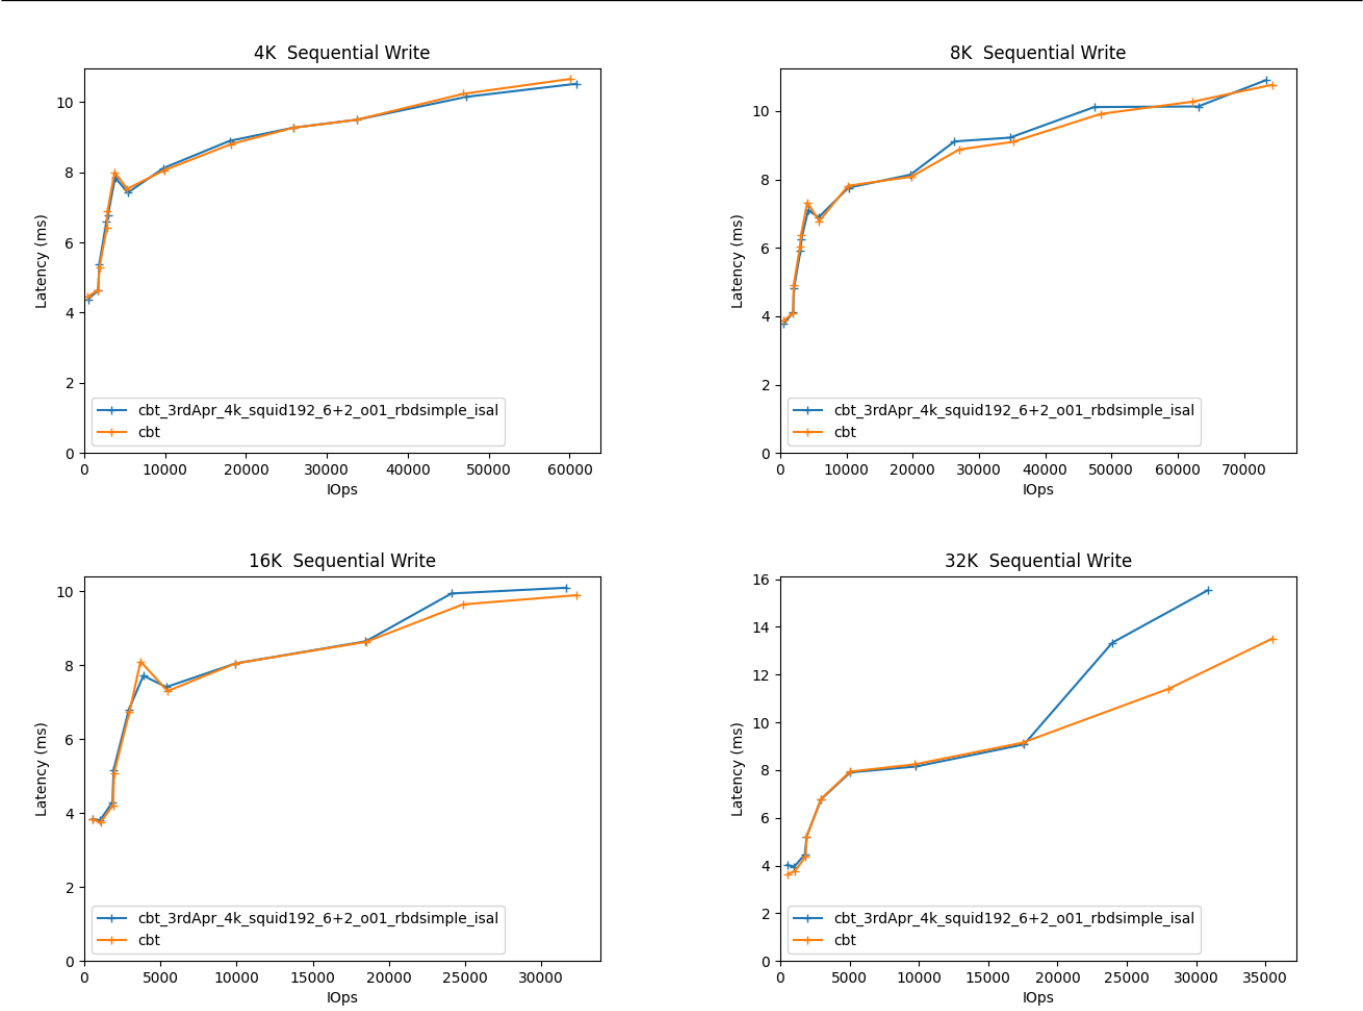 4K  Sequential Write
10
8
6
4
2
0
Latency (ms)
cbt_3rdApr_4k_squid192_6+2_o01_rbdsimple_isal
cbt
0 10000 20000 30000 40000 50000 60000
IOps
8K  Sequential Write
10
8
6
4
2
0
Latency (ms)
cbt_3rdApr_4k_squid192_6+2_o01_rbdsimple_isal
cbt
0 10000 20000 30000 40000 50000 60000 70000
IOps
16K  Sequential Write
10
8
6
4
2
0
Latency (ms)
cbt_3rdApr_4k_squid192_6+2_o01_rbdsimple_isal
cbt
0 5000 10000 15000 20000 25000 30000
IOps
32K  Sequential Write
16
14
12
10
8
6
4
2
0
Latency (ms)
cbt_3rdApr_4k_squid192_6+2_o01_rbdsimple_isal
cbt
0 5000 10000 15000 20000 25000 30000 35000
IOps